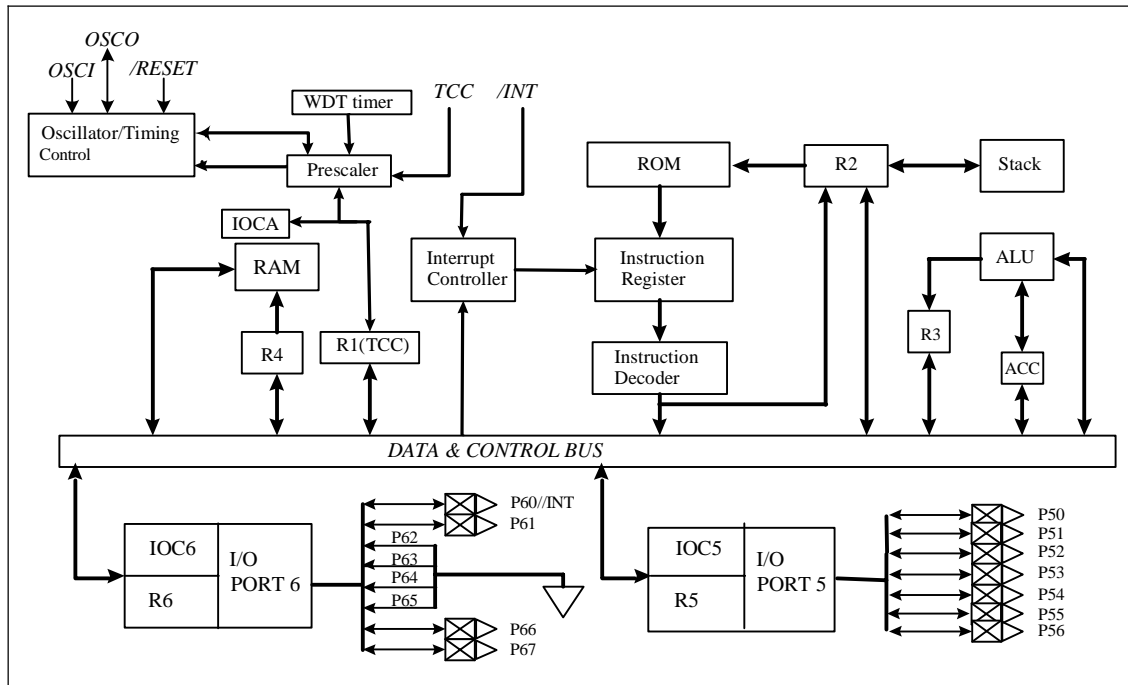 OSCO
OSCI
/RESET
TCC
/INT
WDT timer
Oscillator/Timing
Control
Prescaler
ROM
R2
Stack
IOCA
Interrupt
Controller
Instruction
Register
ALU
RAM
R4
R1(TCC)
Instruction
Decoder
R3
ACC
DATA & CONTROL BUS
IOC6
R6
I/O
PORT 6
P60//INT
P61
P62
P63
P64
P65
P66
P67
IOC5
R5
I/O
PORT 5
P50
P51
P52
P53
P54
P55
P56